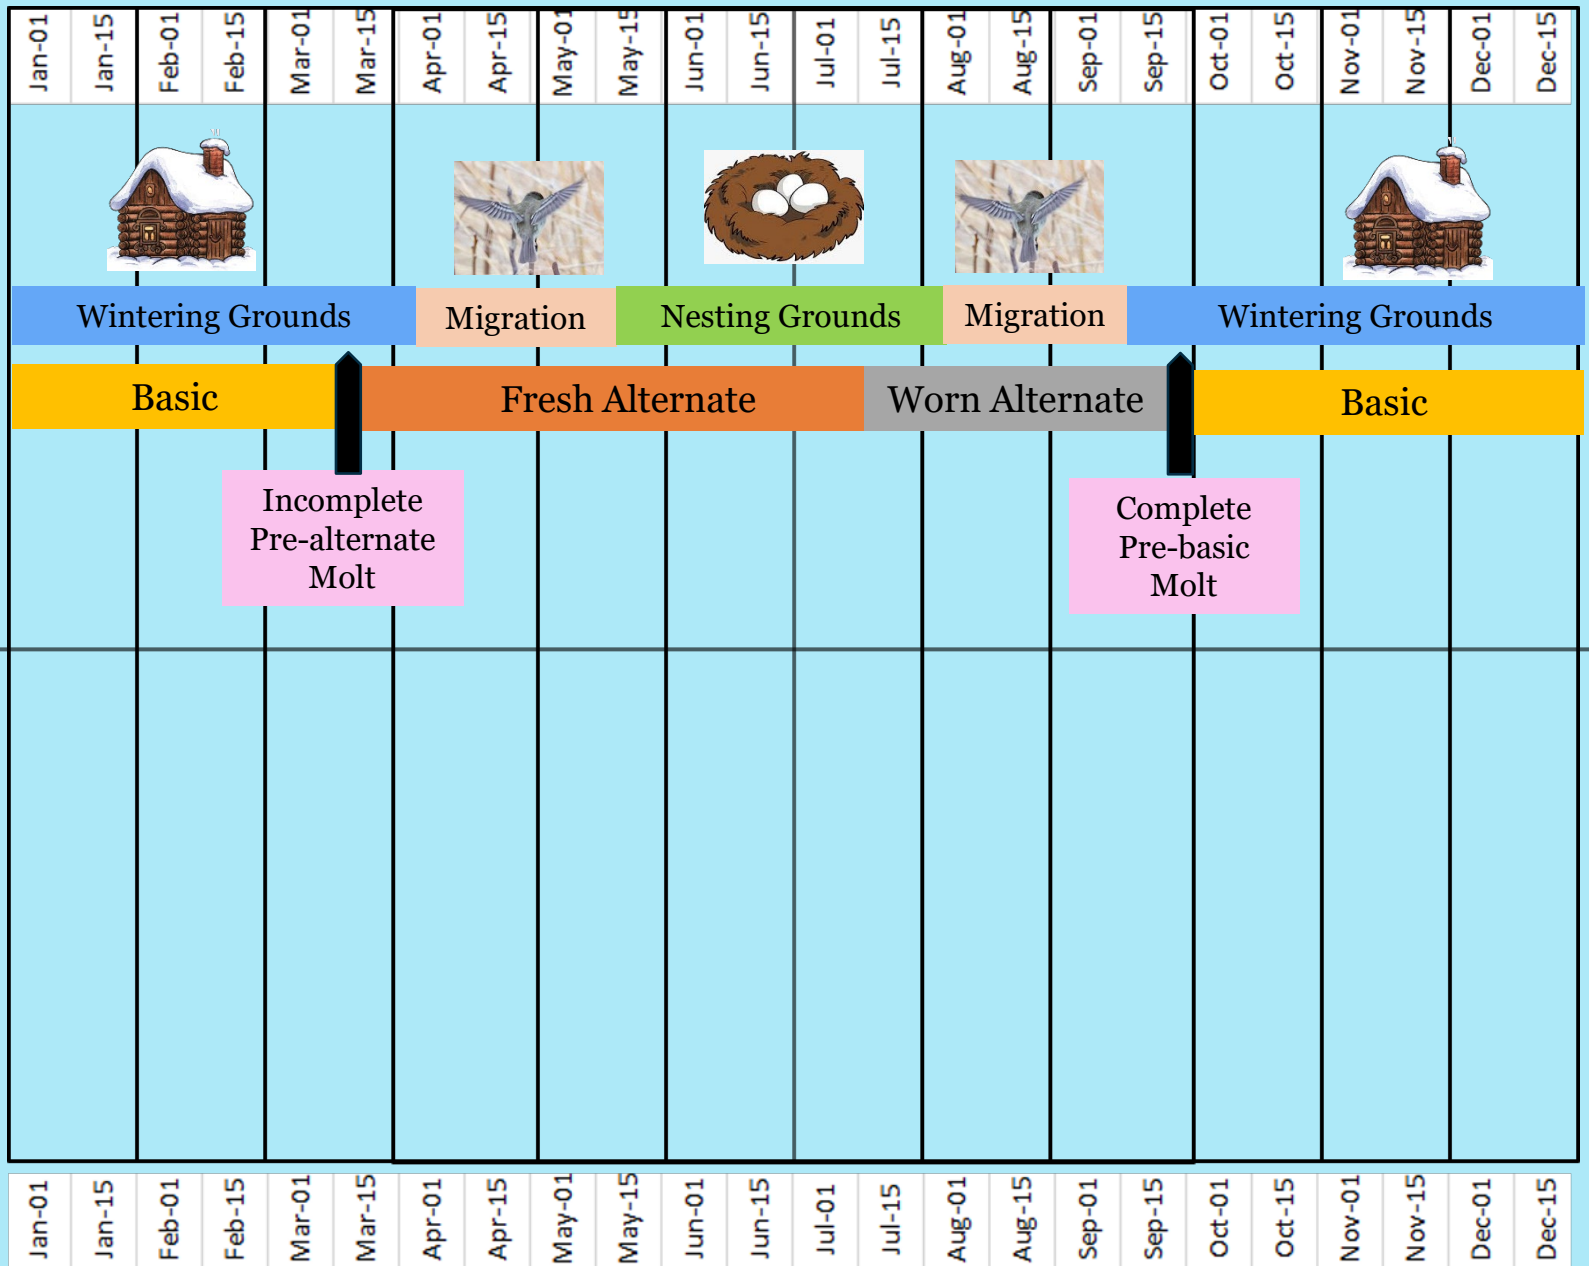 Jan-01 Jan-15 Feb-01 Feb-15 Mar-01 Mar-15 Apr-01 Apr-15 May-01 May-15 Jun-01 Jun-15 Jul-01 Jul-15 Aug-01 Aug-15 Sep-01 Sep-15 Oct-01 Oct-15 Nov-01 Nov-15 Dec-01 Dec-15
Wintering Grounds Migration Nesting Grounds Migration Wintering Grounds
Basic Fresh Alternate Worn Alternate Basic
Incomplete
Pre-alternate
Molt
Complete
Pre-basic
Molt
Jan-01 Jan-15 Feb-01 Feb-15 Mar-01 Mar-15 Apr-01 Apr-15 May-01 May-15 Jun-01 Jun-15 Jul-01 Jul-15 Aug-01 Aug-15 Sep-01 Sep-15 Oct-01 Oct-15 Nov-01 Nov-15 Dec-01 Dec-15